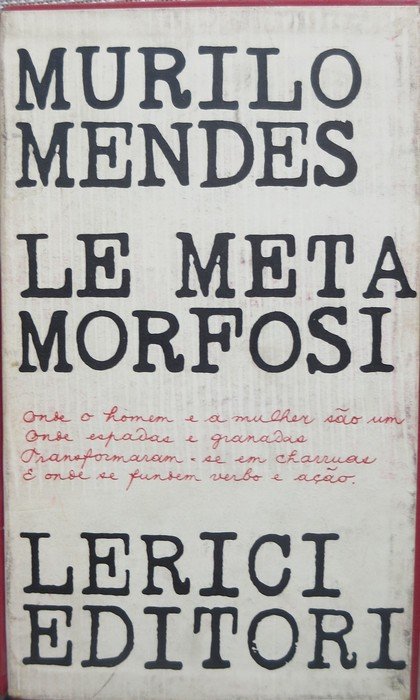 MURILO
MENDES
LE META
MORFOSI
Onde o homem e a mulher são um
Onde espadas e granadas
Transformaram-se em charruas
E onde se fundem verbo e ação.
LERICI
EDITORI